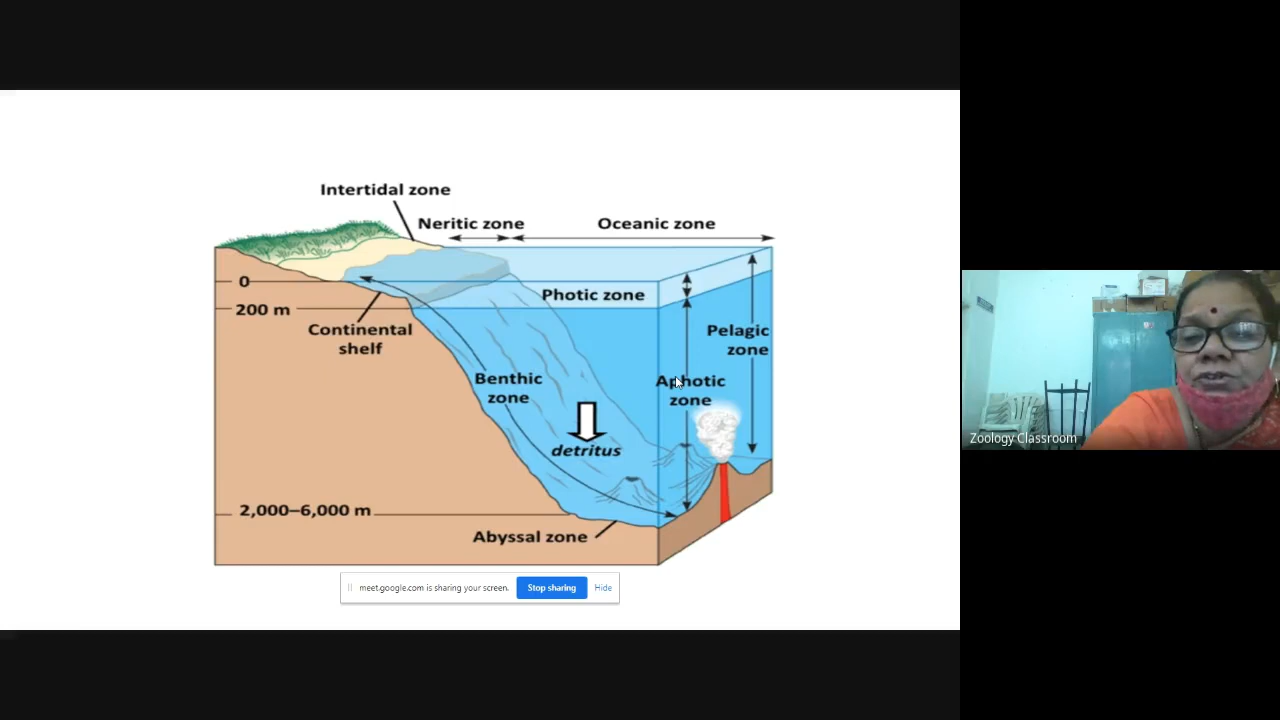 Intertidal zone
Neritic zone
Oceanic zone
0
Photic zone
200 m
Continental
shelf
Pelagic
zone
Benthic
zone
Aphotic
zone
detritus
2,000–6,000 m
Abyssal zone
meet.google.com is sharing your screen.
Stop sharing
Hide
Zoology Classroom